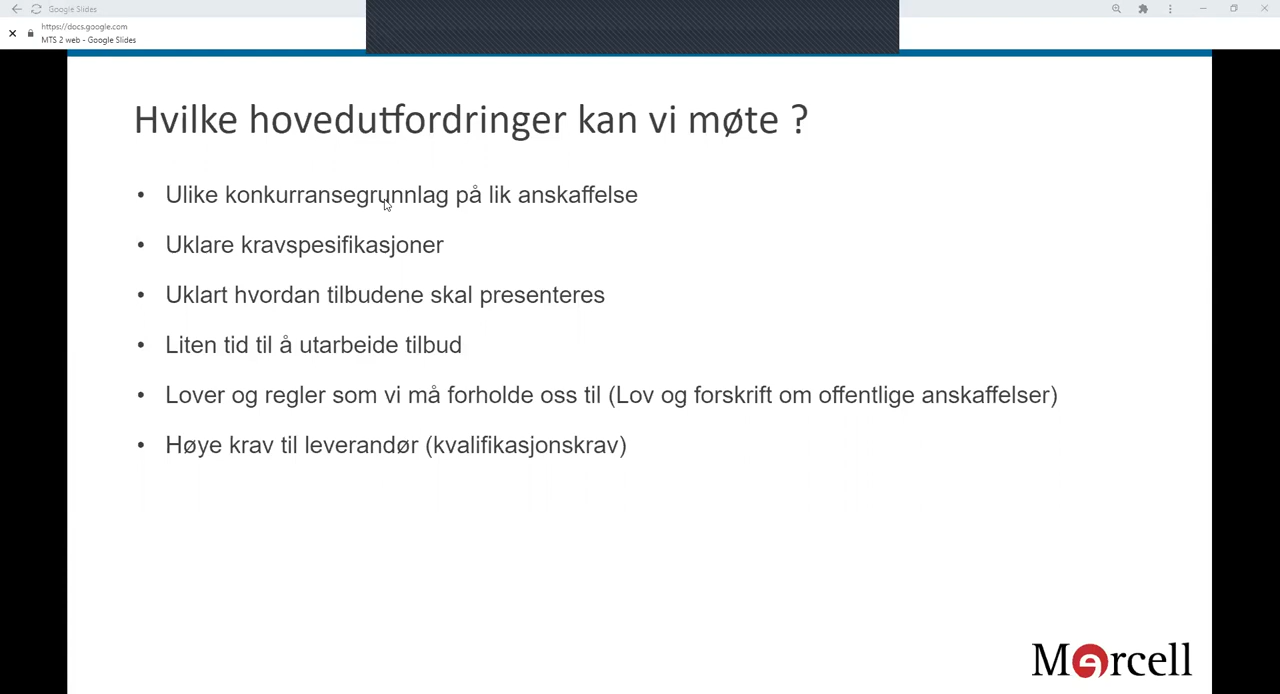 Google Slides
https://docs.google.com
MTS 2 web - Google Slides
Hvilke hovedutfordringer kan vi møte ?
• Ulike konkurransegrunnlag på lik anskaffelse
• Uklare kravspesifikasjoner
• Uklart hvordan tilbudene skal presenteres
• Liten tid til å utarbeide tilbud
• Lover og regler som vi må forholde oss til (Lov og forskrift om offentlige anskaffelser)
• Høye krav til leverandør (kvalifikasjonskrav)
Mercell